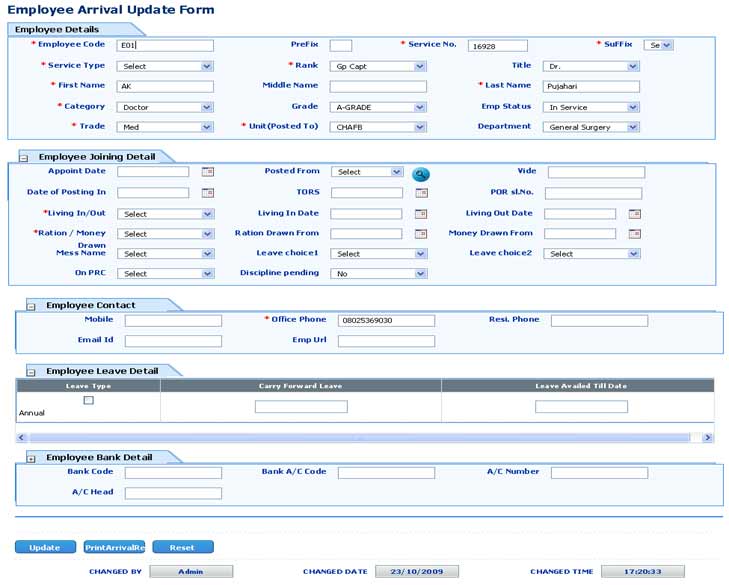 Employee Arrival Update Form
Employee Details
* Employee Code E01 PreFix * Service No. 16928 * SuFFix Se
* Service Type Select * Rank Gp Capt Title Dr.
* First Name AK Middle Name * Last Name Pujahari
* Category Doctor Grade A-GRADE Emp Status In Service
* Trade Med * Unit(Posted To) CHAFB Department General Surgery
Employee Joining Detail
Appoint Date Posted From Select Vide
Date of Posting In TORS POR sl.No.
*Living In/Out Select Living In Date Living Out Date
*Ration / Money Drawn Select Ration Drawn From Money Drawn From
Mess Name Select Leave choice1 Select Leave choice2 Select
On PRC Select Discipline pending No
Employee Contact
Mobile * Office Phone 08025369030 Resi. Phone
Email Id Emp Url
Employee Leave Detail
Leave Type Carry Forward Leave Leave Availed Till Date
Annual
Employee Bank Detail
Bank Code Bank A/C Code A/C Number
A/C Head
Update PrintArrivalRe Reset
CHANGED BY Admin CHANGED DATE 23/10/2009 CHANGED TIME 17:20:33